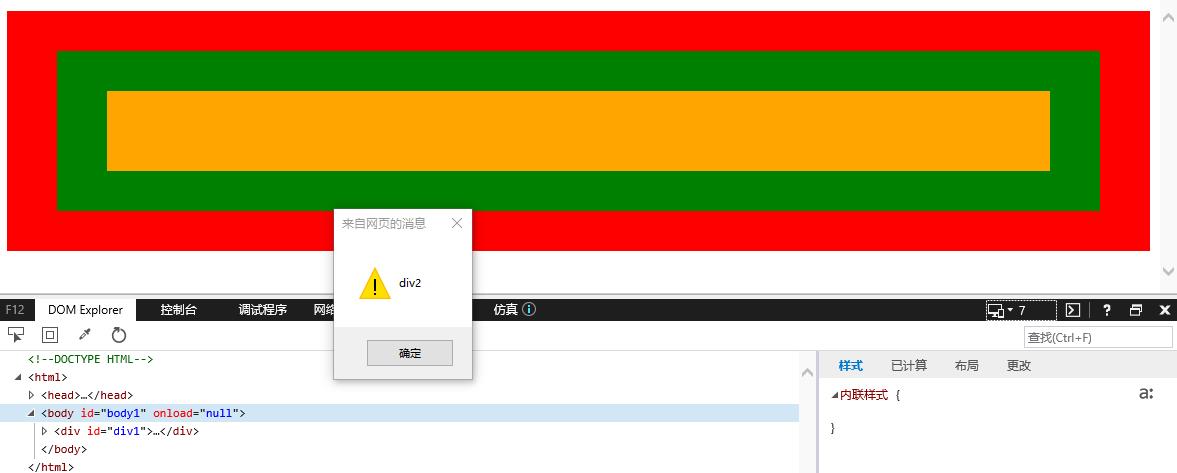 来自网页的消息
div2
确定
F12 DOM Explorer 控制台 调试程序 网络 仿真 7 ?
查找(Ctrl+F)
<!--DOCTYPE HTML-->
<html>
<head>…</head>
<body id="body1" onload="null">
<div id="div1">…</div>
</body>
</html>
样式 已计算 布局 更改
内联样式 {
a:
}